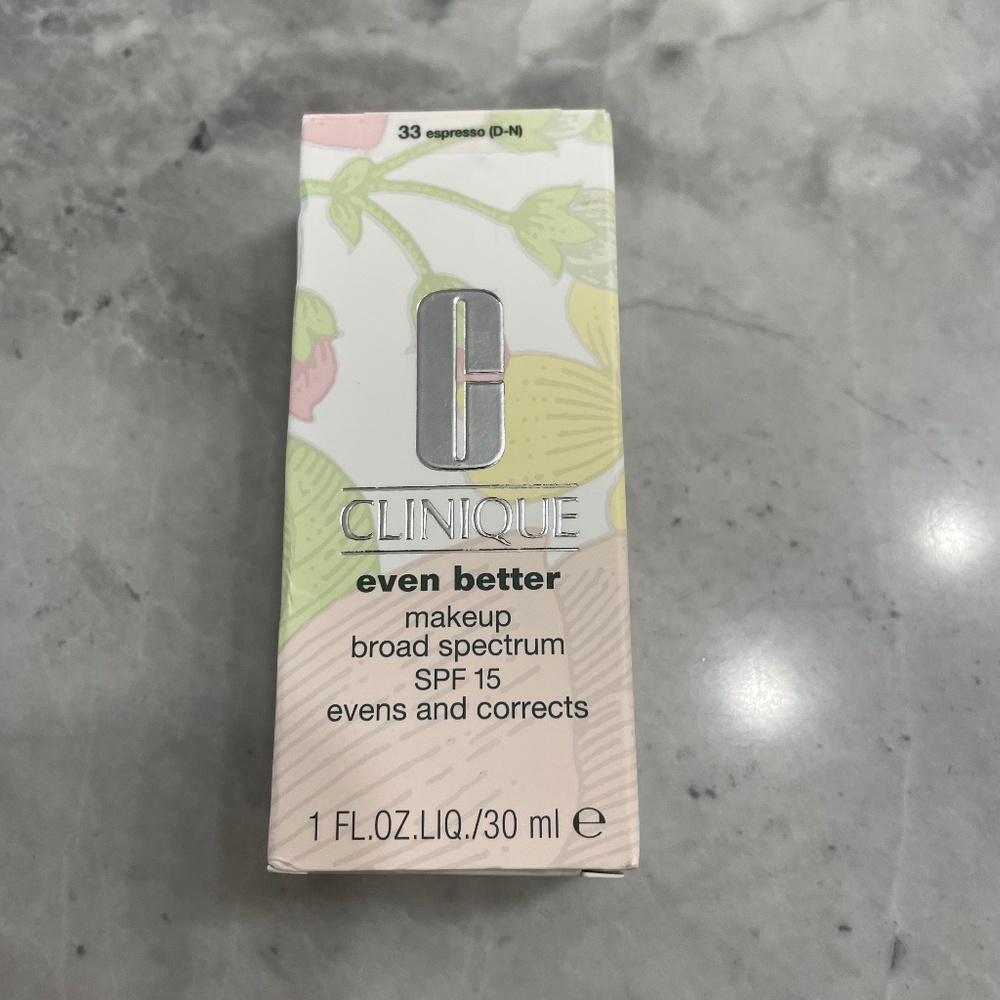 33 espresso (D-N)
CLINIQUE
even better
makeup
broad spectrum
SPF 15
evens and corrects
1 FL.OZ.LIQ./30 ml ℮